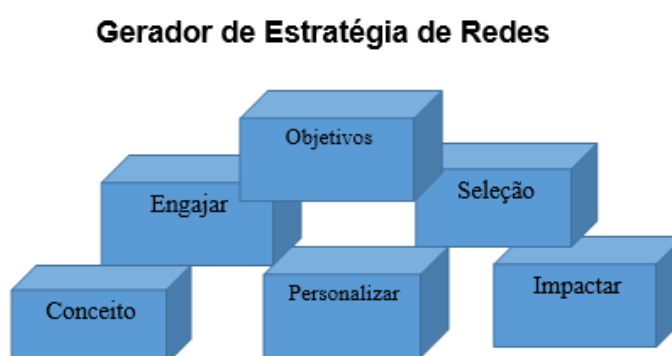 Gerador de Estratégia de Redes
Objetivos
Engajar
Seleção
Conceito
Personalizar
Impactar